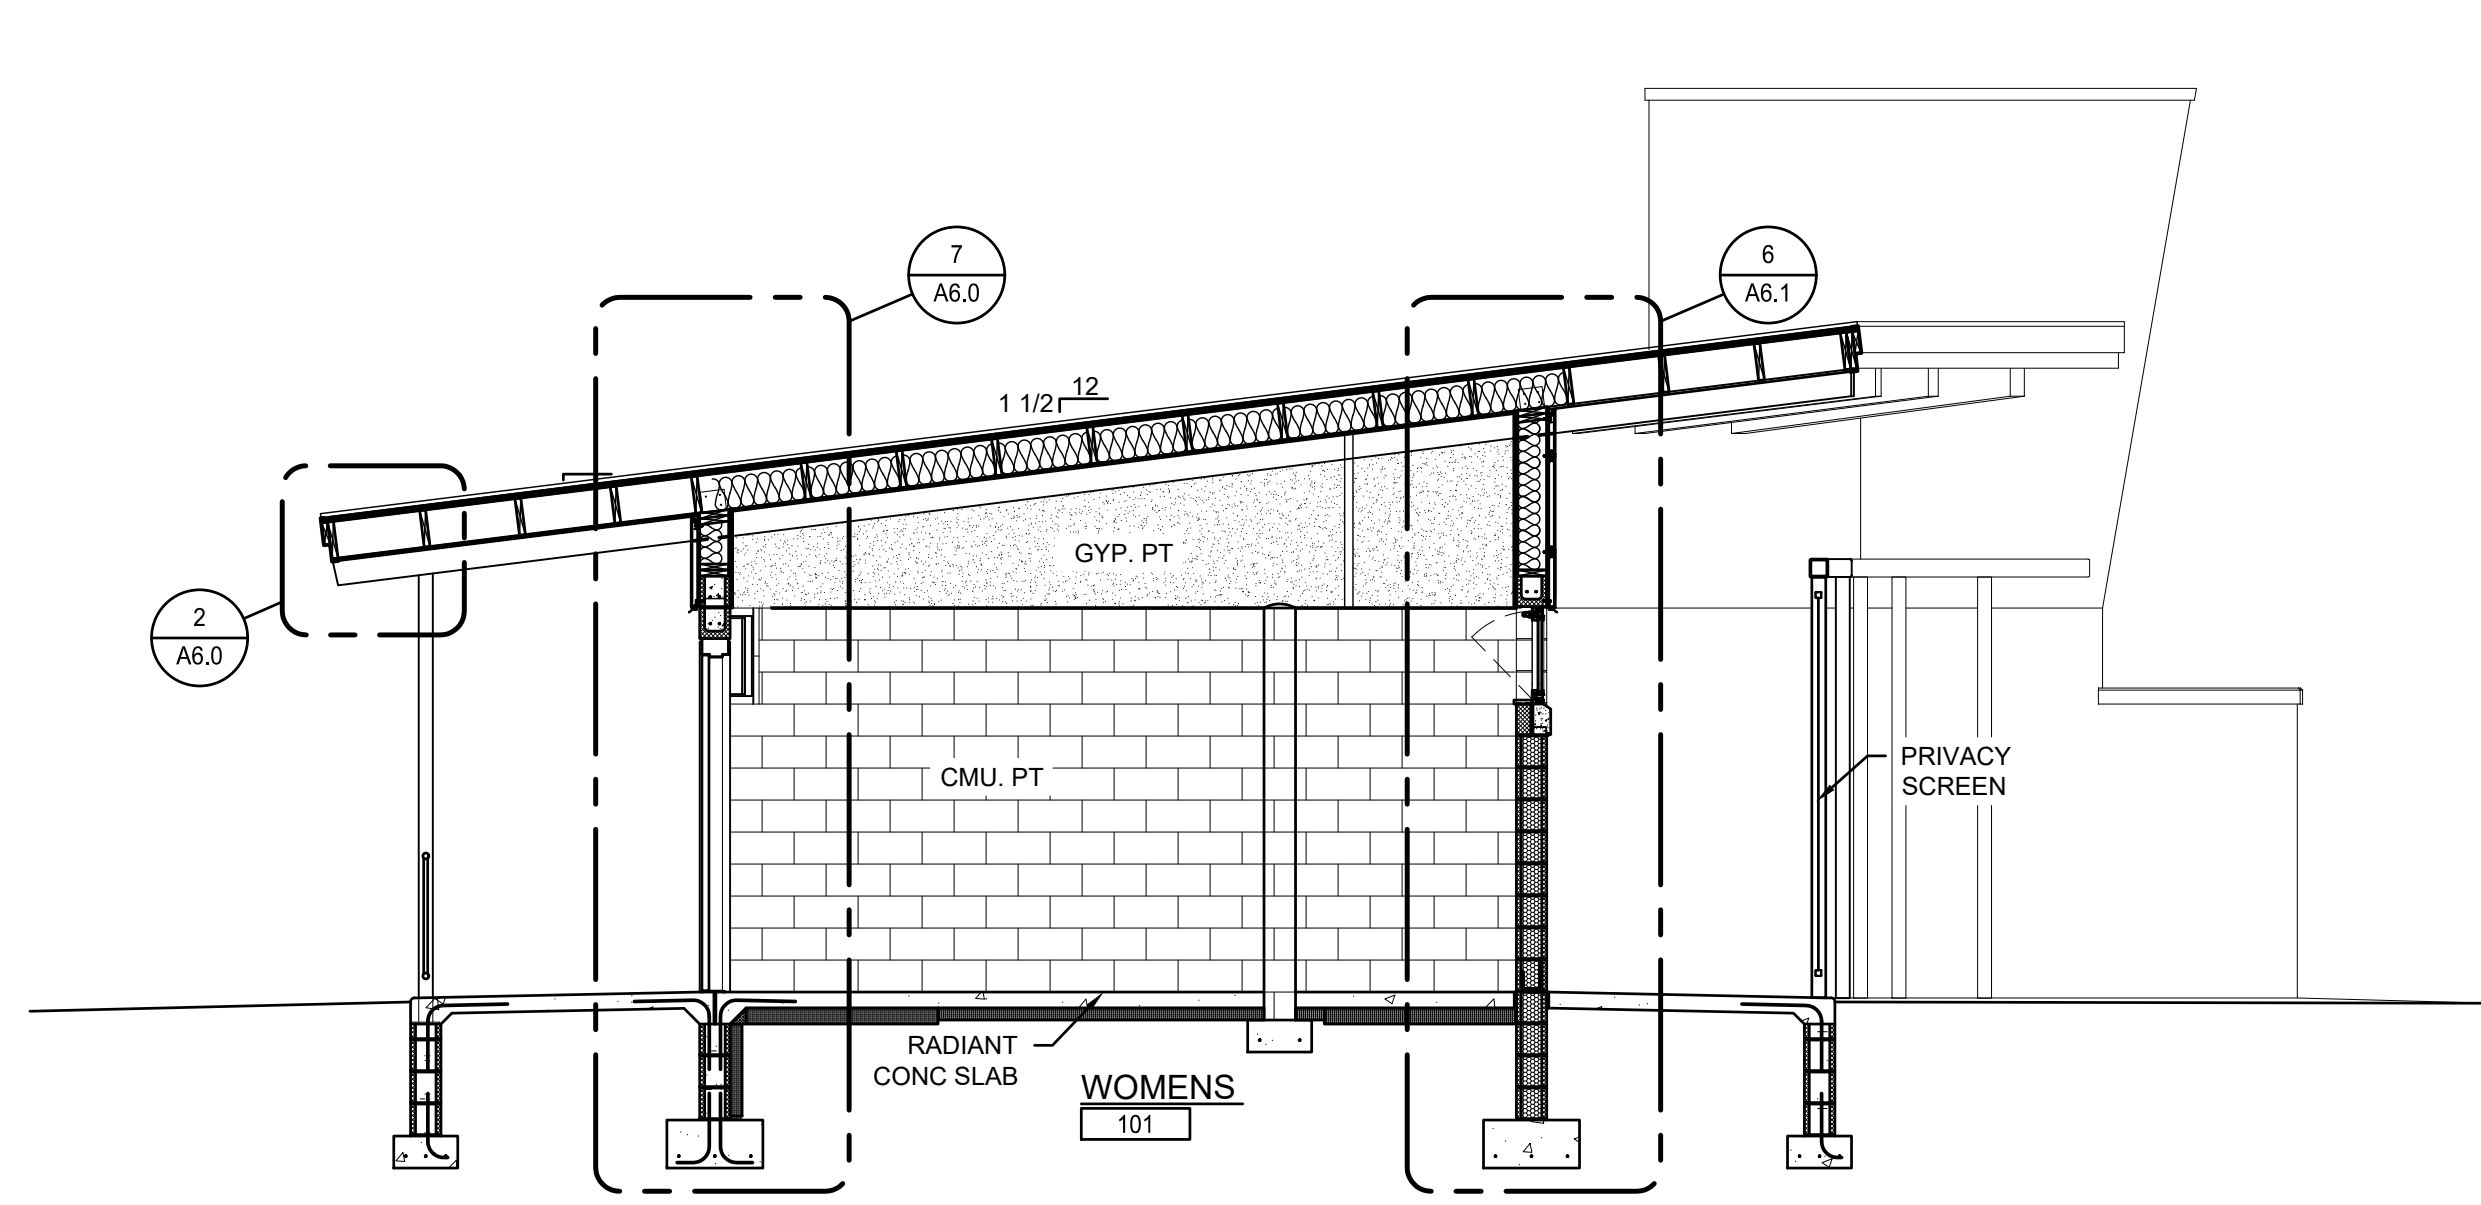 7
A6.0
6
A6.1
12
1 1/2
GYP. PT
2
A6.0
PRIVACY
SCREEN
CMU. PT
RADIANT
CONC SLAB
WOMENS
101